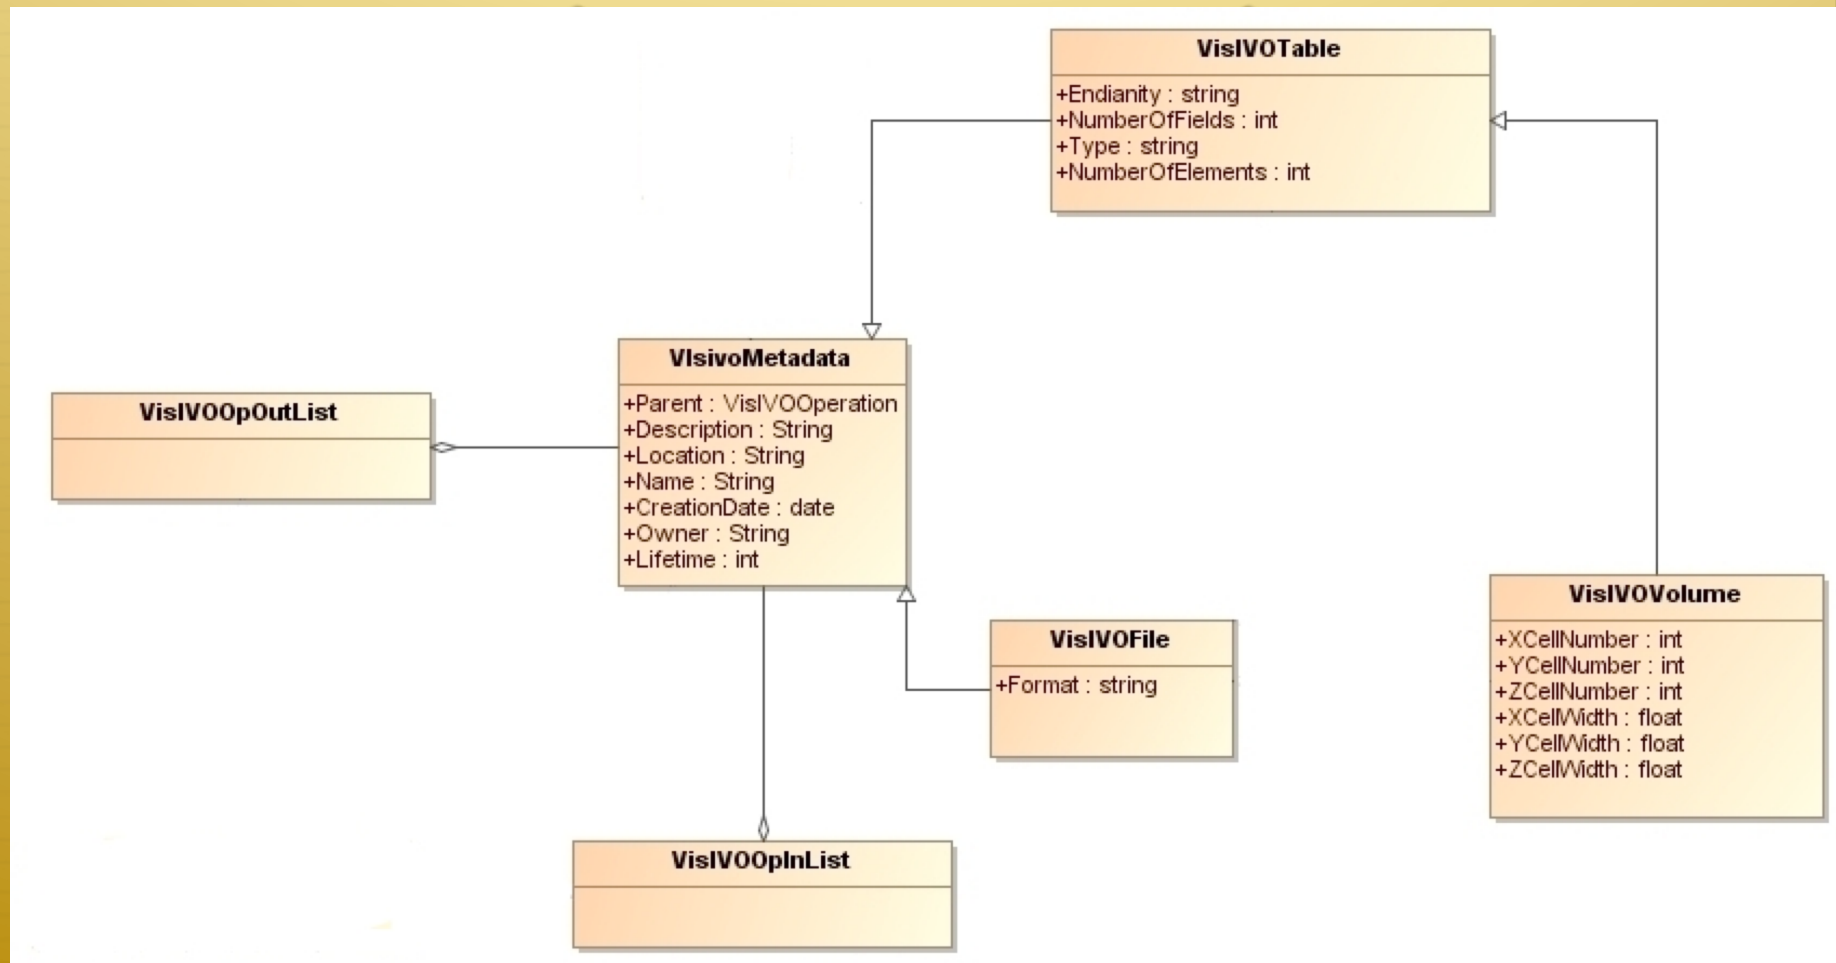 VisIVOTable
+Endianity : string
+NumberOfFields : int
+Type : string
+NumberOfElements : int
VIsivoMetadata
+Parent : VisIVOOperation
+Description : String
+Location : String
+Name : String
+CreationDate : date
+Owner : String
+Lifetime : int
VisIVOOpOutList
VisIVOFile
+Format : string
VisIVOVolume
+XCellNumber : int
+YCellNumber : int
+ZCellNumber : int
+XCellWidth : float
+YCellWidth : float
+ZCellWidth : float
VisIVOOpInList